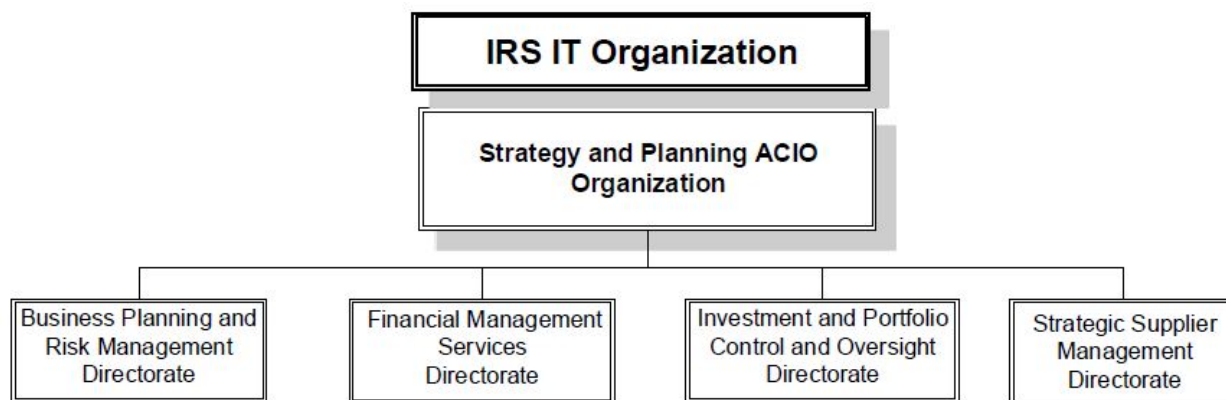 IRS IT Organization
Strategy and Planning ACIO
Organization
Business Planning and
Risk Management
Directorate
Financial Management
Services
Directorate
Investment and Portfolio
Control and Oversight
Directorate
Strategic Supplier
Management
Directorate